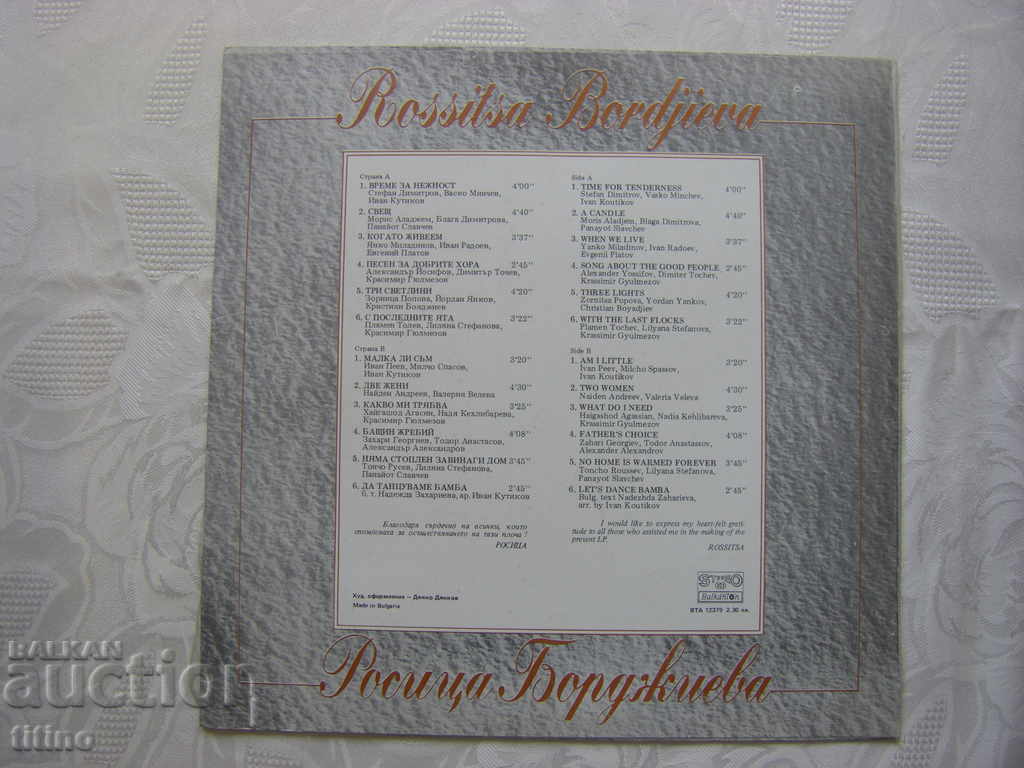 Rossitsa Bordjieva
Страна А
1. ВРЕМЕ ЗА НЕЖНОСТ 4'00''
Стефан Димитров, Васко Минчев,
Иван Кутиков
2. СВЕЩ 4'40''
Морис Аладжем, Блага Димитрова,
Панайот Славчев
3. КОГАТО ЖИВЕЕМ 3'37''
Янко Миладинов, Иван Радоев,
Евгений Платов
4. ПЕСЕН ЗА ДОБРИТЕ ХОРА 2'45''
Александър Йосифов, Димитър Точев,
Красимир Гюлмезов
5. ТРИ СВЕТЛИНИ 4'20''
Зорница Попова, Йордан Янков,
Кристиан Бояджиев
6. С ПОСЛЕДНИТЕ ЯТА 3'22''
Пламен Точев, Лиляна Стефанова,
Красимир Гюлмезов
Страна В
1. МАЛКА ЛИ СЪМ 3'20''
Иван Пеев, Милчо Спасов,
Иван Кутиков
2. ДВЕ ЖЕНИ 4'30''
Найден Андреев, Валерия Велева
3. КАКВО МИ ТРЯБВА 3'25''
Хайгашод Агасян, Надя Кехлибарева,
Красимир Гюлмезов
4. БАЩИН ЖРЕБИЙ 4'08''
Захари Георгиев, Тодор Анастасов,
Александър Александров
5. НЯМА СТОПЛЕН ЗАВИНАГИ ДОМ 3'45''
Тончо Русев, Лиляна Стефанова,
Панайот Славчев
6. ДА ТАНЦУВАМЕ БАМБА 2'45''
б. т. Надежда Захариева, ар. Иван Кутиков
Благодаря сърдечно на всички, които
отпомогнаха за осъществяването на тази плоча!
РОСИЦА
Side A
1. TIME FOR TENDERNESS 4'00''
Stefan Dimitrov, Vasko Minchev,
Ivan Koutikov
2. A CANDLE 4'40''
Moris Aladjem, Blaga Dimitrova,
Panayot Slavchev
3. WHEN WE LIVE 3'37''
Yanko Miladinov, Ivan Radoev,
Evgenii Platov
4. SONG ABOUT THE GOOD PEOPLE 2'45''
Alexander Yossifov, Dimiter Tochev,
Krassimir Gyulmezov
5. THREE LIGHTS 4'20''
Zornitsa Popova, Yordan Yankov,
Christian Boyadjiev
6. WITH THE LAST FLOCKS 3'22''
Plamen Tochev, Lilyana Stefanova,
Krassimir Gyulmezov
Side B
1. AM I LITTLE 3'20''
Ivan Peev, Milcho Spassov,
Ivan Koutikov
2. TWO WOMEN 4'30''
Naiden Andreev, Valeria Veleva
3. WHAT DO I NEED 3'25''
Haigashod Agassian, Nadia Kehlibareva,
Krassimir Gyulmezov
4. FATHER'S CHOICE 4'08''
Zahari Georgiev, Todor Anastassov,
Alexander Alexandrov
5. NO HOME IS WARMED FOREVER 3'45''
Toncho Roussev, Lilyana Stefanova,
Panayot Slavchev
6. LET'S DANCE BAMBA 2'45''
Bulg. text Nadezhda Zaharieva,
arr. by Ivan Koutikov
I would like to express my heart-felt grati-
tude to all those who assisted me in the making of the
present LP.
ROSSITSA
Худ. оформление – Динко Динков
Made in Bulgaria
STEREO
Balkanton
ВТА 12379 2,30 лв.
Росица Борджиева
BALKAN
auction
titino